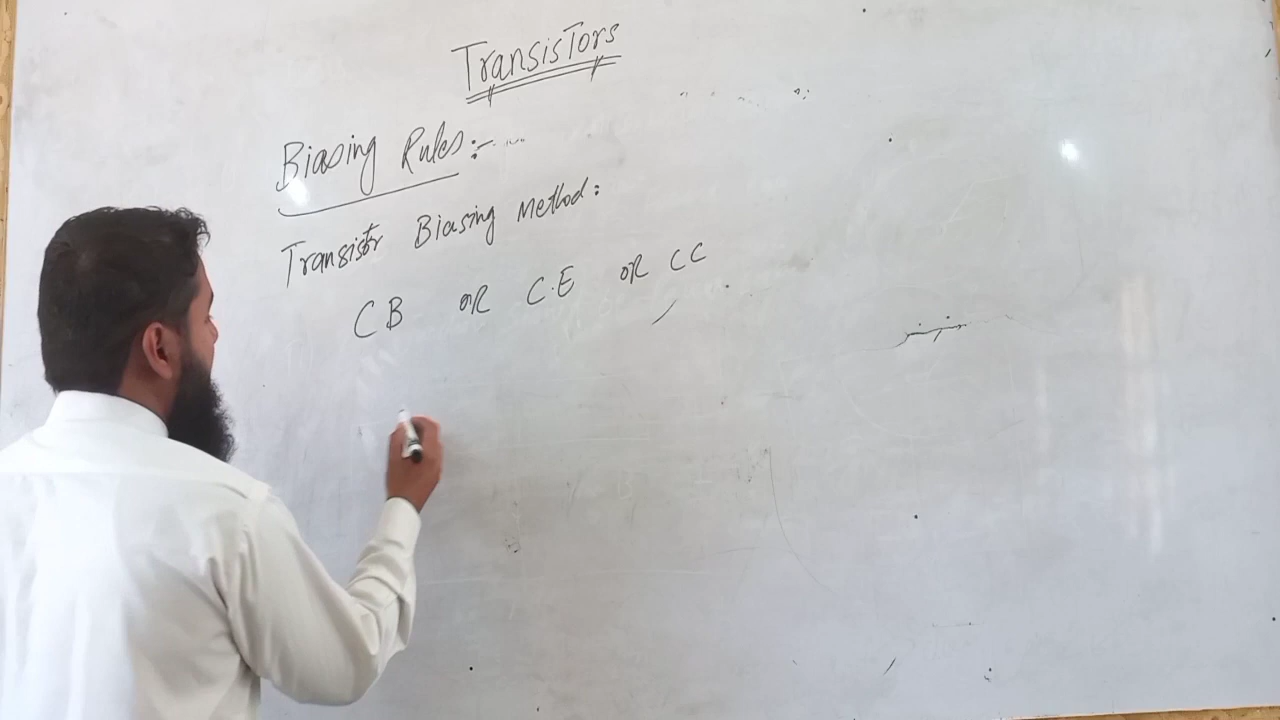 Transistors
Biasing Rules:-
Transistor Biasing Method:
CB OR C.E OR CC